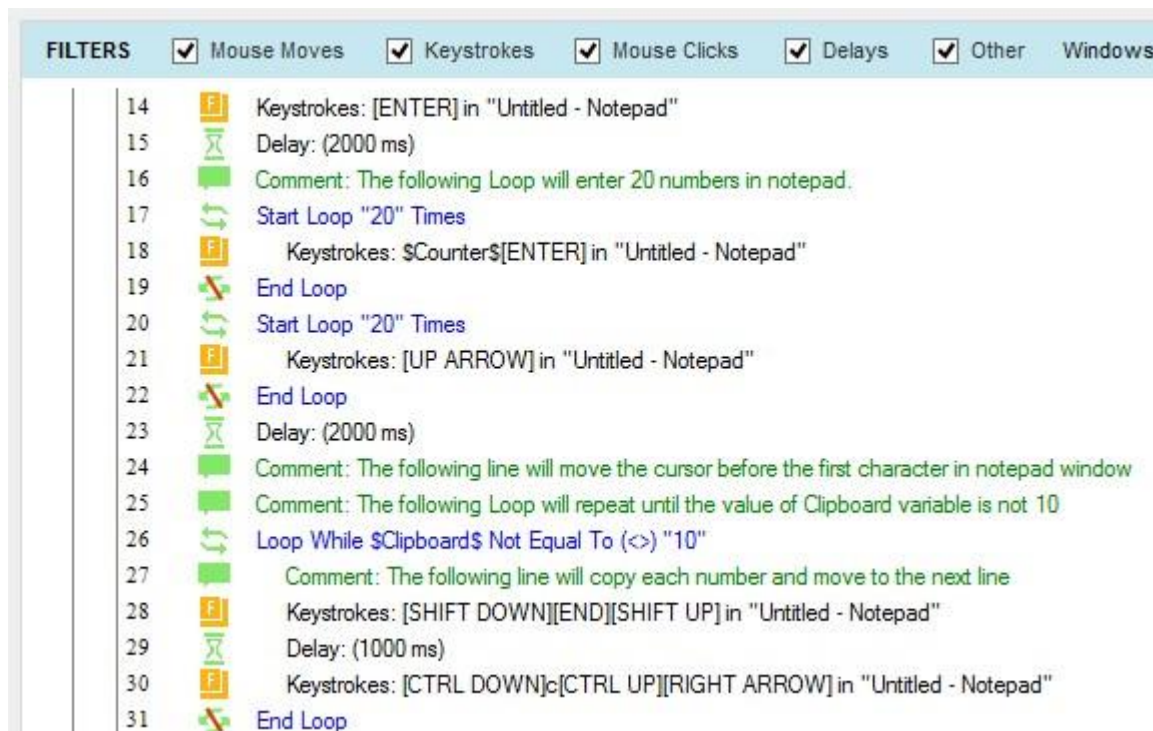 FILTERS Mouse Moves Keystrokes Mouse Clicks Delays Other Windows
14 Keystrokes: [ENTER] in "Untitled - Notepad"
15 Delay: (2000 ms)
16 Comment: The following Loop will enter 20 numbers in notepad.
17 Start Loop "20" Times
18 Keystrokes: $Counter$[ENTER] in "Untitled - Notepad"
19 End Loop
20 Start Loop "20" Times
21 Keystrokes: [UP ARROW] in "Untitled - Notepad"
22 End Loop
23 Delay: (2000 ms)
24 Comment: The following line will move the cursor before the first character in notepad window
25 Comment: The following Loop will repeat until the value of Clipboard variable is not 10
26 Loop While $Clipboard$ Not Equal To (<>) "10"
27 Comment: The following line will copy each number and move to the next line
28 Keystrokes: [SHIFT DOWN][END][SHIFT UP] in "Untitled - Notepad"
29 Delay: (1000 ms)
30 Keystrokes: [CTRL DOWN]c[CTRL UP][RIGHT ARROW] in "Untitled - Notepad"
31 End Loop